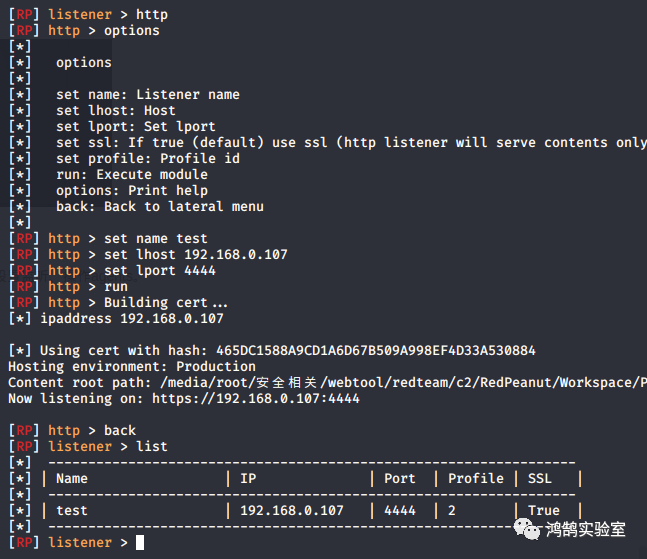 [RP] listener > http
[RP] http > options
[*]
[*]   options
[*]
[*]   set name: Listener name
[*]   set lhost: Host
[*]   set lport: Set lport
[*]   set ssl: If true (default) use ssl (http listener will serve contents only
[*]   set profile: Profile id
[*]   run: Execute module
[*]   options: Print help
[*]   back: Back to lateral menu
[*]
[RP] http > set name test
[RP] http > set lhost 192.168.0.107
[RP] http > set lport 4444
[RP] http > run
[RP] http > Building cert...
[*] ipaddress 192.168.0.107
[*] Using cert with hash: 465DC1588A9CD1A6D67B509A998EF4D33A530884
Hosting environment: Production
Content root path: /media/root/安全相关/webtool/redteam/c2/RedPeanut/Workspace/P
Now listening on: https://192.168.0.107:4444
[RP] http > back
[RP] listener > list
[*]  ------------------------------------------------------------------
[*] | Name | IP | Port | Profile | SSL |
[*]  ------------------------------------------------------------------
[*] | test | 192.168.0.107 | 4444 | 2 | True |
[*]  ------------------------------------------------------------------
[RP] listener >
鸿鹄实验室